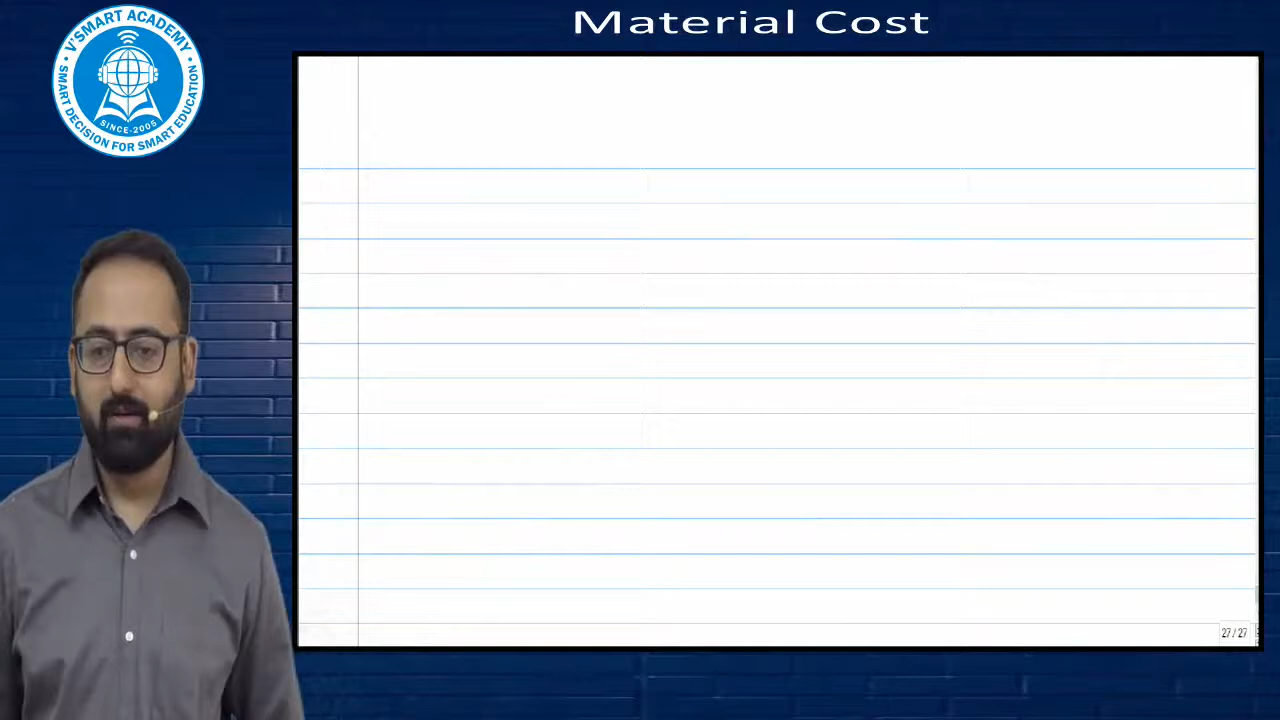 Material Cost
V'SMART ACADEMY
SINCE-2005
SMART DECISION FOR SMART EDUCATION
27 / 27